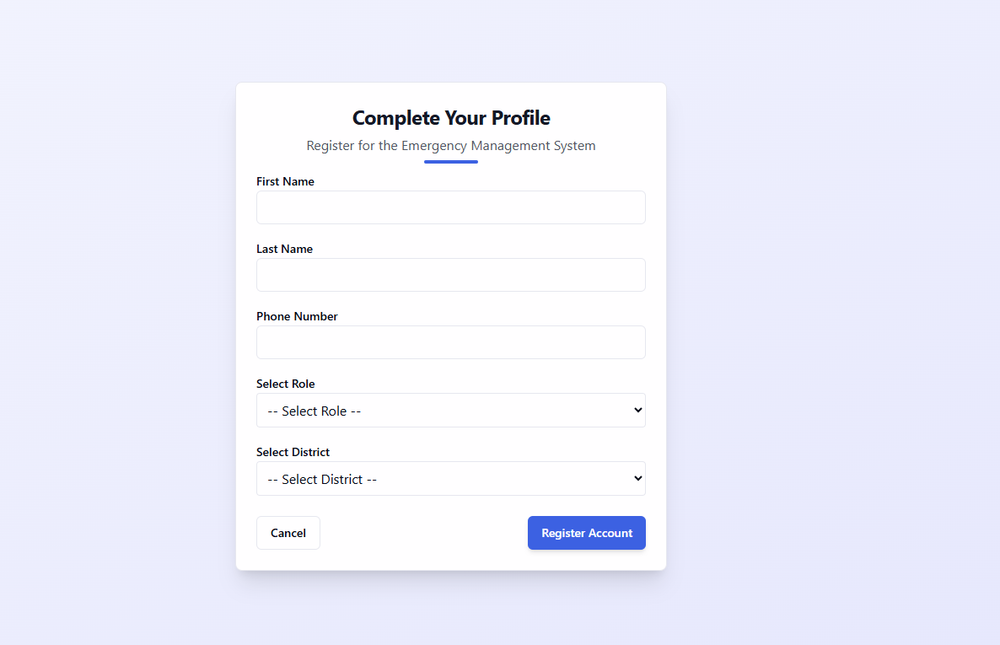 Complete Your Profile
Register for the Emergency Management System
First Name
Last Name
Phone Number
Select Role
-- Select Role --
Select District
-- Select District --
Cancel
Register Account